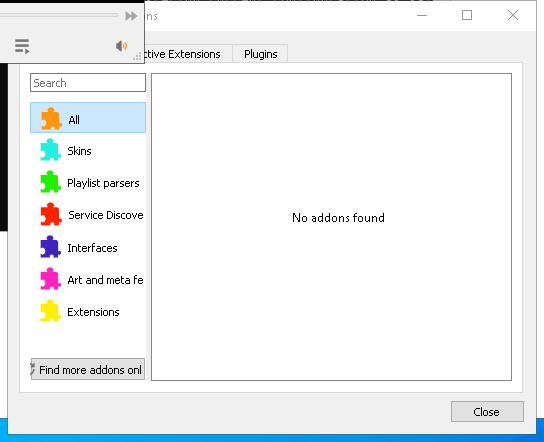 ons
ctive Extensions
Plugins
Search
All
Skins
Playlist parsers
Service Discove
Interfaces
Art and meta fe
Extensions
No addons found
Find more addons onl
Close